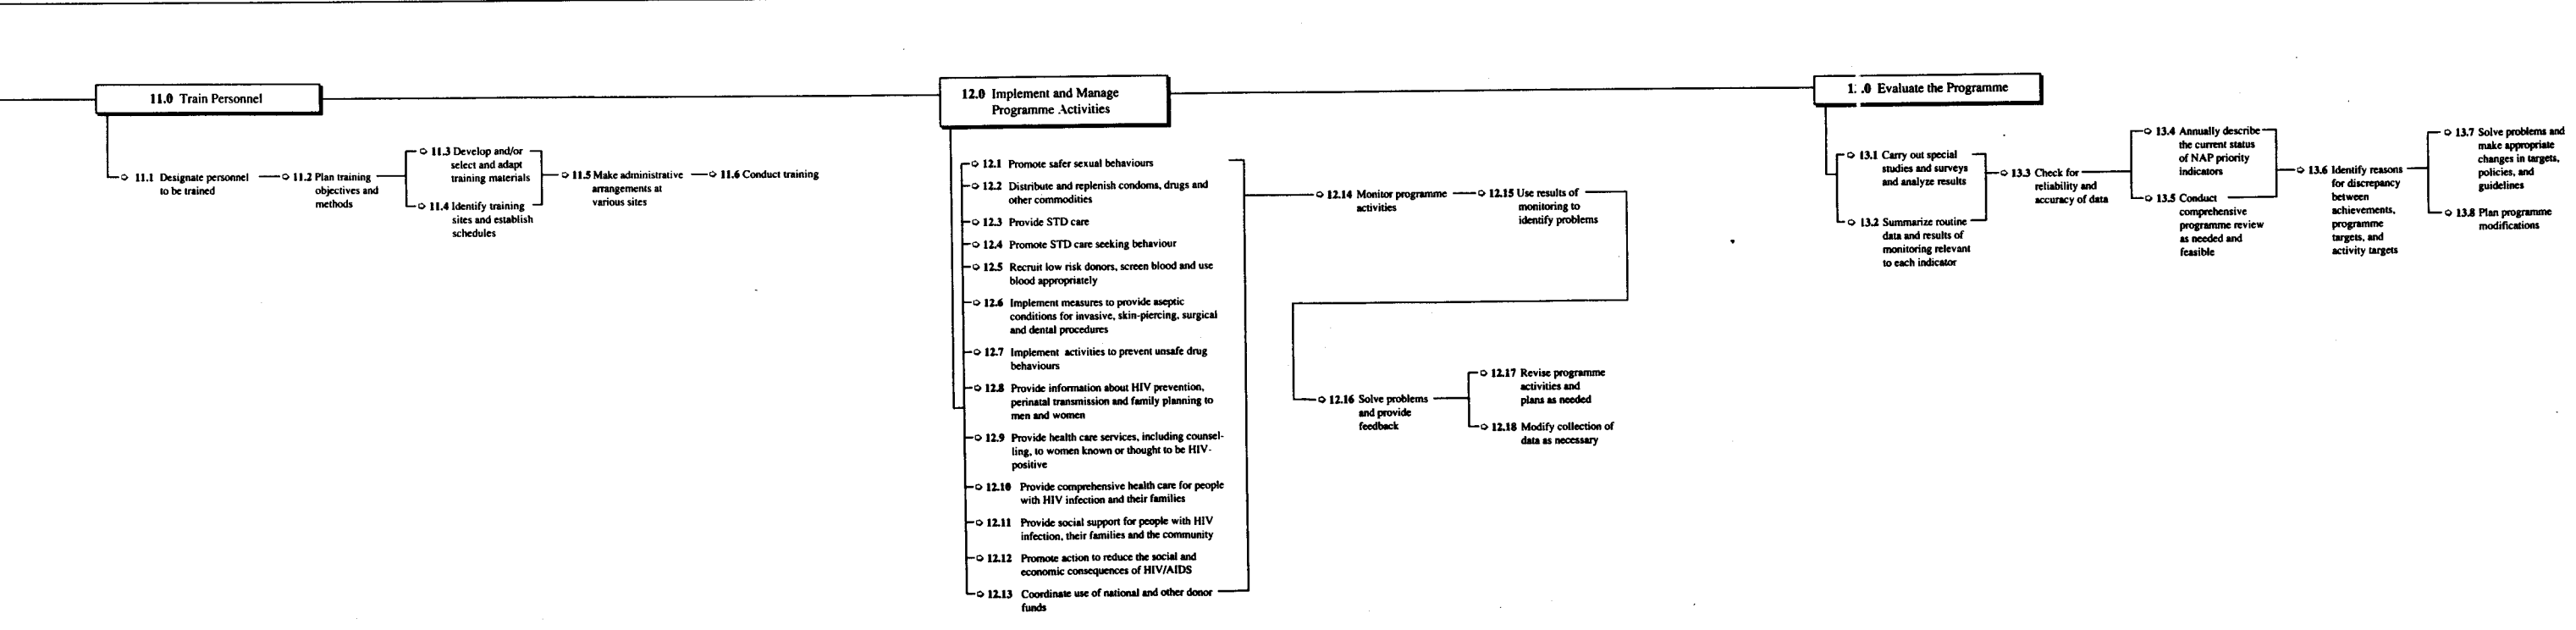 11.0 Train Personnel
11.1 Designate personnel
to be trained
11.2 Plan training
objectives and
methods
11.3 Develop and/or
select and adapt
training materials
11.4 Identify training
sites and establish
schedules
11.5 Make administrative
arrangements at
various sites
11.6 Conduct training
12.0 Implement and Manage
Programme Activities
12.1 Promote safer sexual behaviours
12.2 Distribute and replenish condoms, drugs and
other commodities
12.3 Provide STD care
12.4 Promote STD care seeking behaviour
12.5 Recruit low risk donors, screen blood and use
blood appropriately
12.6 Implement measures to provide aseptic
conditions for invasive, skin-piercing, surgical
and dental procedures
12.7 Implement activities to prevent unsafe drug
behaviours
12.8 Provide information about HIV prevention,
perinatal transmission and family planning to
men and women
12.9 Provide health care services, including counsel-
ling, to women known or thought to be HIV-
positive
12.10 Provide comprehensive health care for people
with HIV infection and their families
12.11 Provide social support for people with HIV
infection, their families and the community
12.12 Promote action to reduce the social and
economic consequences of HIV/AIDS
12.13 Coordinate use of national and other donor
funds
12.14 Monitor programme
activities
12.15 Use results of
monitoring to
identify problems
12.16 Solve problems
and provide
feedback
12.17 Revise programme
activities and
plans as needed
12.18 Modify collection of
data as necessary
Evaluate the Programme
13.1 Carry out special
studies and surveys
and analyze results
13.2 Summarize routine
data and results of
monitoring relevant
to each indicator
13.3 Check for
reliability and
accuracy of data
13.4 Annually describe
the current status
of NAP priority
indicators
13.5 Conduct
comprehensive
programme review
as needed and
feasible
13.6 Identify reasons
for discrepancy
between
achievements,
programme
targets, and
activity targets
13.7 Solve problems and
make appropriate
changes in targets,
policies, and
guidelines
13.8 Plan programme
modifications